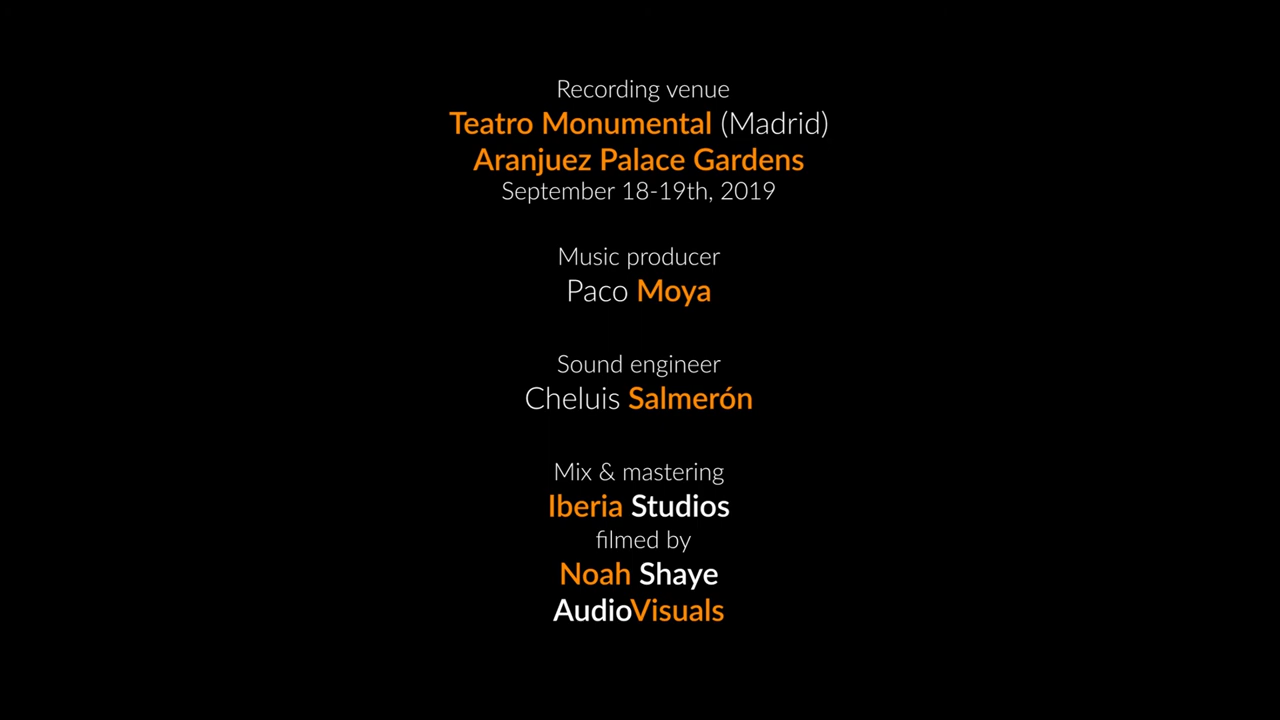 Recording venue
Teatro Monumental (Madrid)
Aranjuez Palace Gardens
September 18-19th, 2019
Music producer
Paco Moya
Sound engineer
Cheluis Salmerón
Mix & mastering
Iberia Studios
filmed by
Noah Shaye
AudioVisuals